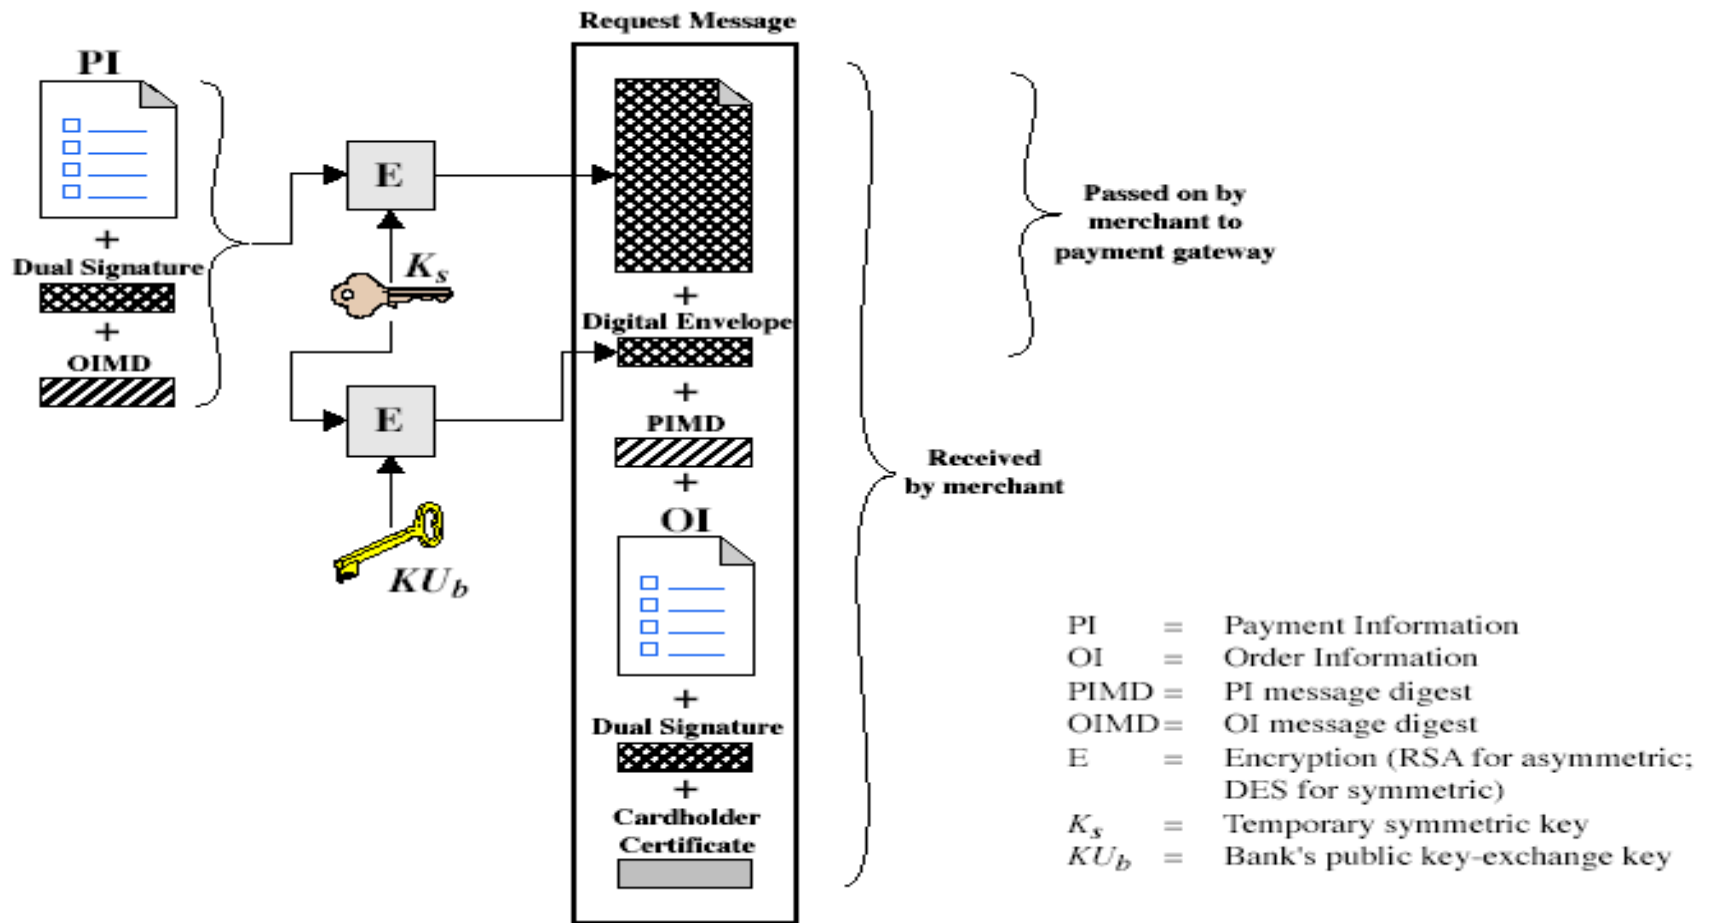 Request Message
PI
+
Dual Signature
+
OIMD
E
Ks
E
KUb
+
Digital Envelope
+
PIMD
+
OI
+
Dual Signature
+
Cardholder
Certificate
Passed on by
merchant to
payment gateway
Received
by merchant
PI = Payment Information
OI = Order Information
PIMD = PI message digest
OIMD = OI message digest
E = Encryption (RSA for asymmetric;
DES for symmetric)
Ks = Temporary symmetric key
KUb = Bank's public key-exchange key